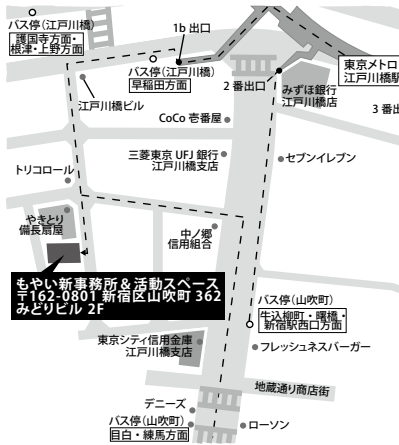 バス停(江戸川橋)
護国寺方面・
根津・上野方面
1b 出口
バス停(江戸川橋)
早稲田方面
東京メトロ
江戸川橋駅
江戸川橋ビル
2 番出口
みずほ銀行
江戸川橋店
3 番出
CoCo 壱番屋
三菱東京 UFJ 銀行
江戸川橋支店
セブンイレブン
トリコロール
やきとり
備長扇屋
中ノ郷
信用組合
もやい新事務所&活動スペース
〒162-0801 新宿区山吹町 362
みどりビル 2F
バス停(山吹町)
牛込柳町・曙橋・
新宿駅西口方面
東京シティ信用金庫
江戸川橋支店
フレッシュネスバーガー
地蔵通り商店街
デニーズ
バス停(山吹町)
目白・練馬方面
ローソン